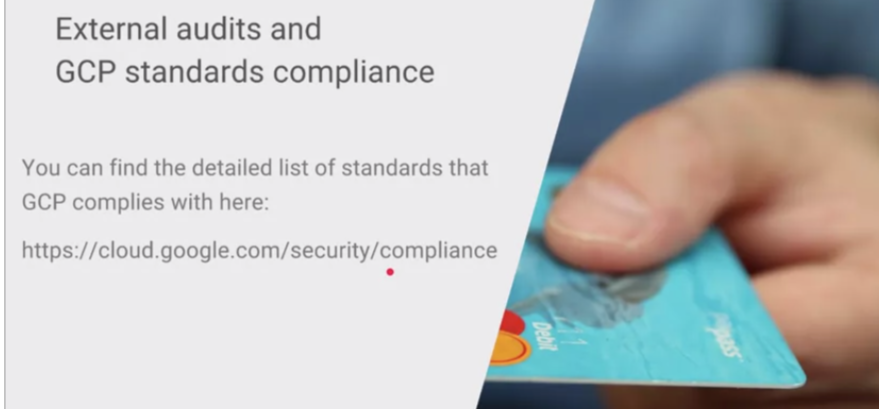 External audits and
GCP standards compliance
You can find the detailed list of standards that
GCP complies with here:
https://cloud.google.com/security/compliance
Debit